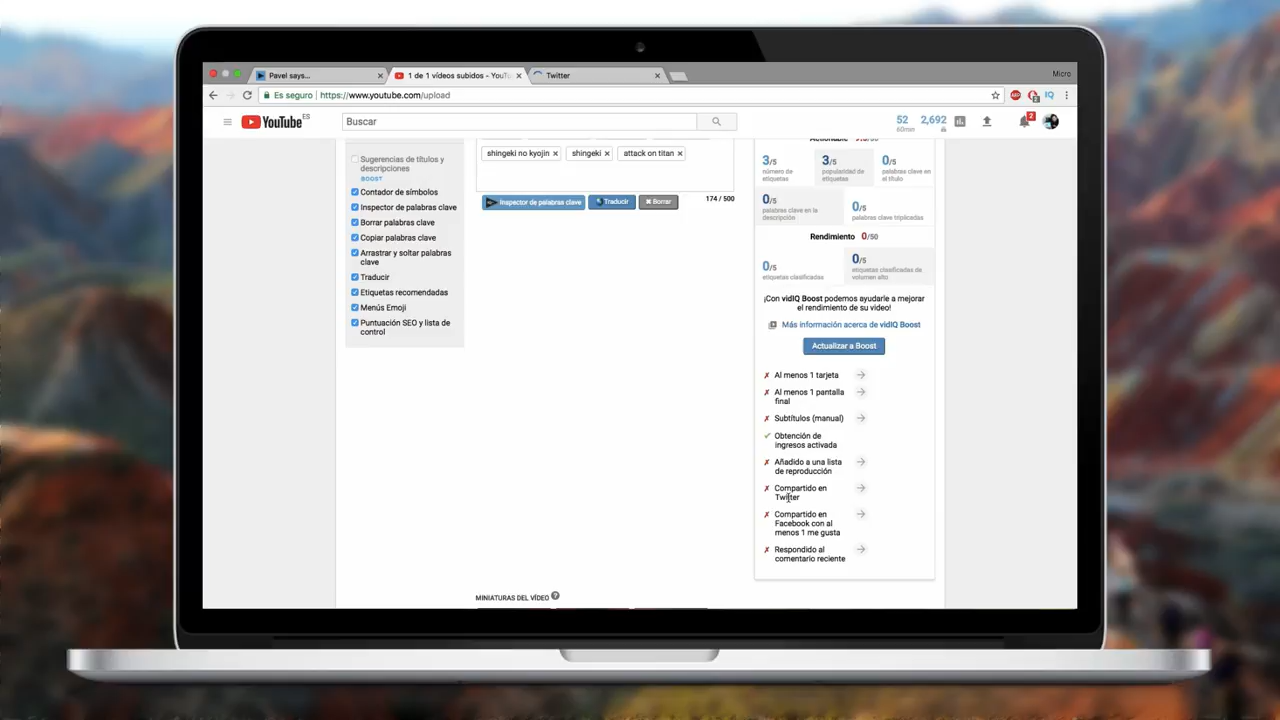 Pavel says...
1 de 1 vídeos subidos - YouTu
Twitter
Micro
Es seguro
https://www.youtube.com/upload
YouTube ES
Buscar
52
60min
2,692
2
Sugerencias de títulos y
descripciones
BOOST
Contador de símbolos
Inspector de palabras clave
Borrar palabras clave
Copiar palabras clave
Arrastrar y soltar palabras
clave
Traducir
Etiquetas recomendadas
Menús Emoji
Puntuación SEO y lista de
control
shingeki no kyojin ×
shingeki ×
attack on titan ×
Inspector de palabras clave
Traducir
Borrar
174 / 500
MINIATURAS DEL VÍDEO
Actionable
3/5
número de
etiquetas
3/5
popularidad de
etiquetas
0/5
palabras clave en
el título
0/5
palabras clave en la
descripción
0/5
palabras clave triplicadas
Rendimiento 0/50
0/5
etiquetas clasificadas
0/5
etiquetas clasificadas de
volumen alto
¡Con vidIQ Boost podemos ayudarle a mejorar
el rendimiento de su video!
Más información acerca de vidIQ Boost
Actualizar a Boost
✗ Al menos 1 tarjeta →
✗ Al menos 1 pantalla →
final
✗ Subtítulos (manual) →
✓ Obtención de
ingresos activada
✗ Añadido a una lista →
de reproducción
✗ Compartido en →
Twitter
✗ Compartido en →
Facebook con al
menos 1 me gusta
✗ Respondido al →
comentario reciente